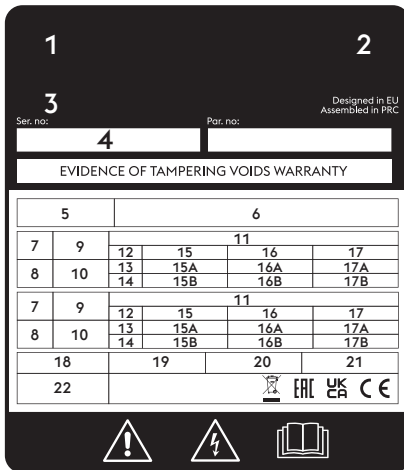 1 2
3
Designed in EU
Assembled in PRC
Ser. no: Par. no:
4
EVIDENCE OF TAMPERING VOIDS WARRANTY
5 6
7 9 11
12 15 16 17
8 10 13 15A 16A 17A
14 15B 16B 17B
7 9 11
12 15 16 17
8 10 13 15A 16A 17A
14 15B 16B 17B
18 19 20 21
22 EAC UK CA CE